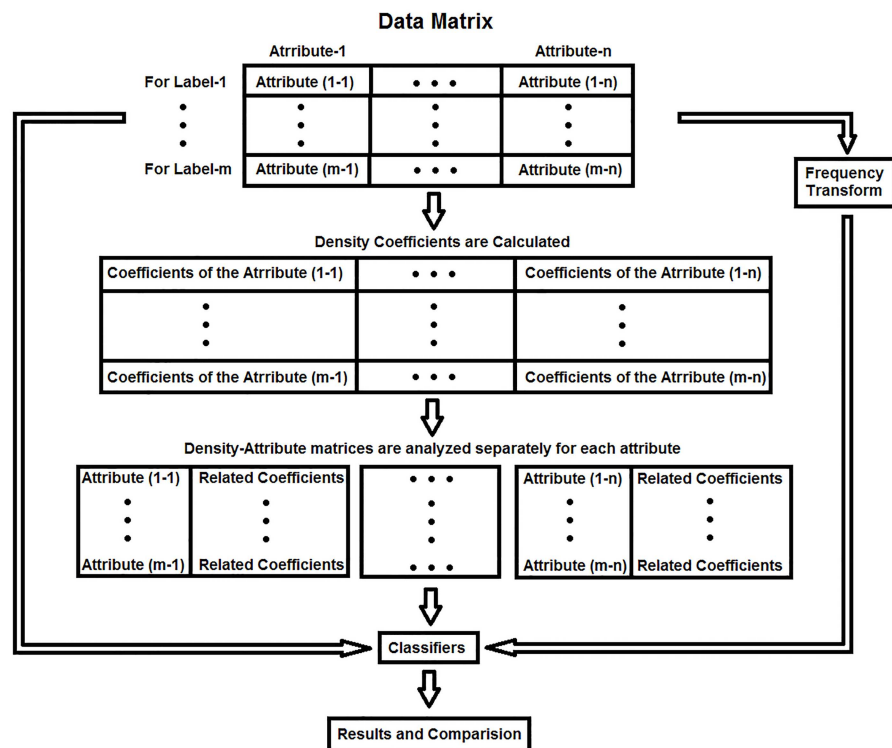 Data Matrix
Atrribute-1 Attribute-n
For Label-1 Attribute (1-1) • • • Attribute (1-n)
For Label-m Attribute (m-1) • • • Attribute (m-n)
Frequency
Transform
Density Coefficients are Calculated
Coefficients of the Atrribute (1-1) • • • Coefficients of the Atrribute (1-n)
Coefficients of the Atrribute (m-1) • • • Coefficients of the Atrribute (m-n)
Density-Attribute matrices are analyzed separately for each attribute
Attribute (1-1) Related Coefficients • • • Attribute (1-n) Related Coefficients
Attribute (m-1) Related Coefficients • • • Attribute (m-n) Related Coefficients
Classifiers
Results and Comparision